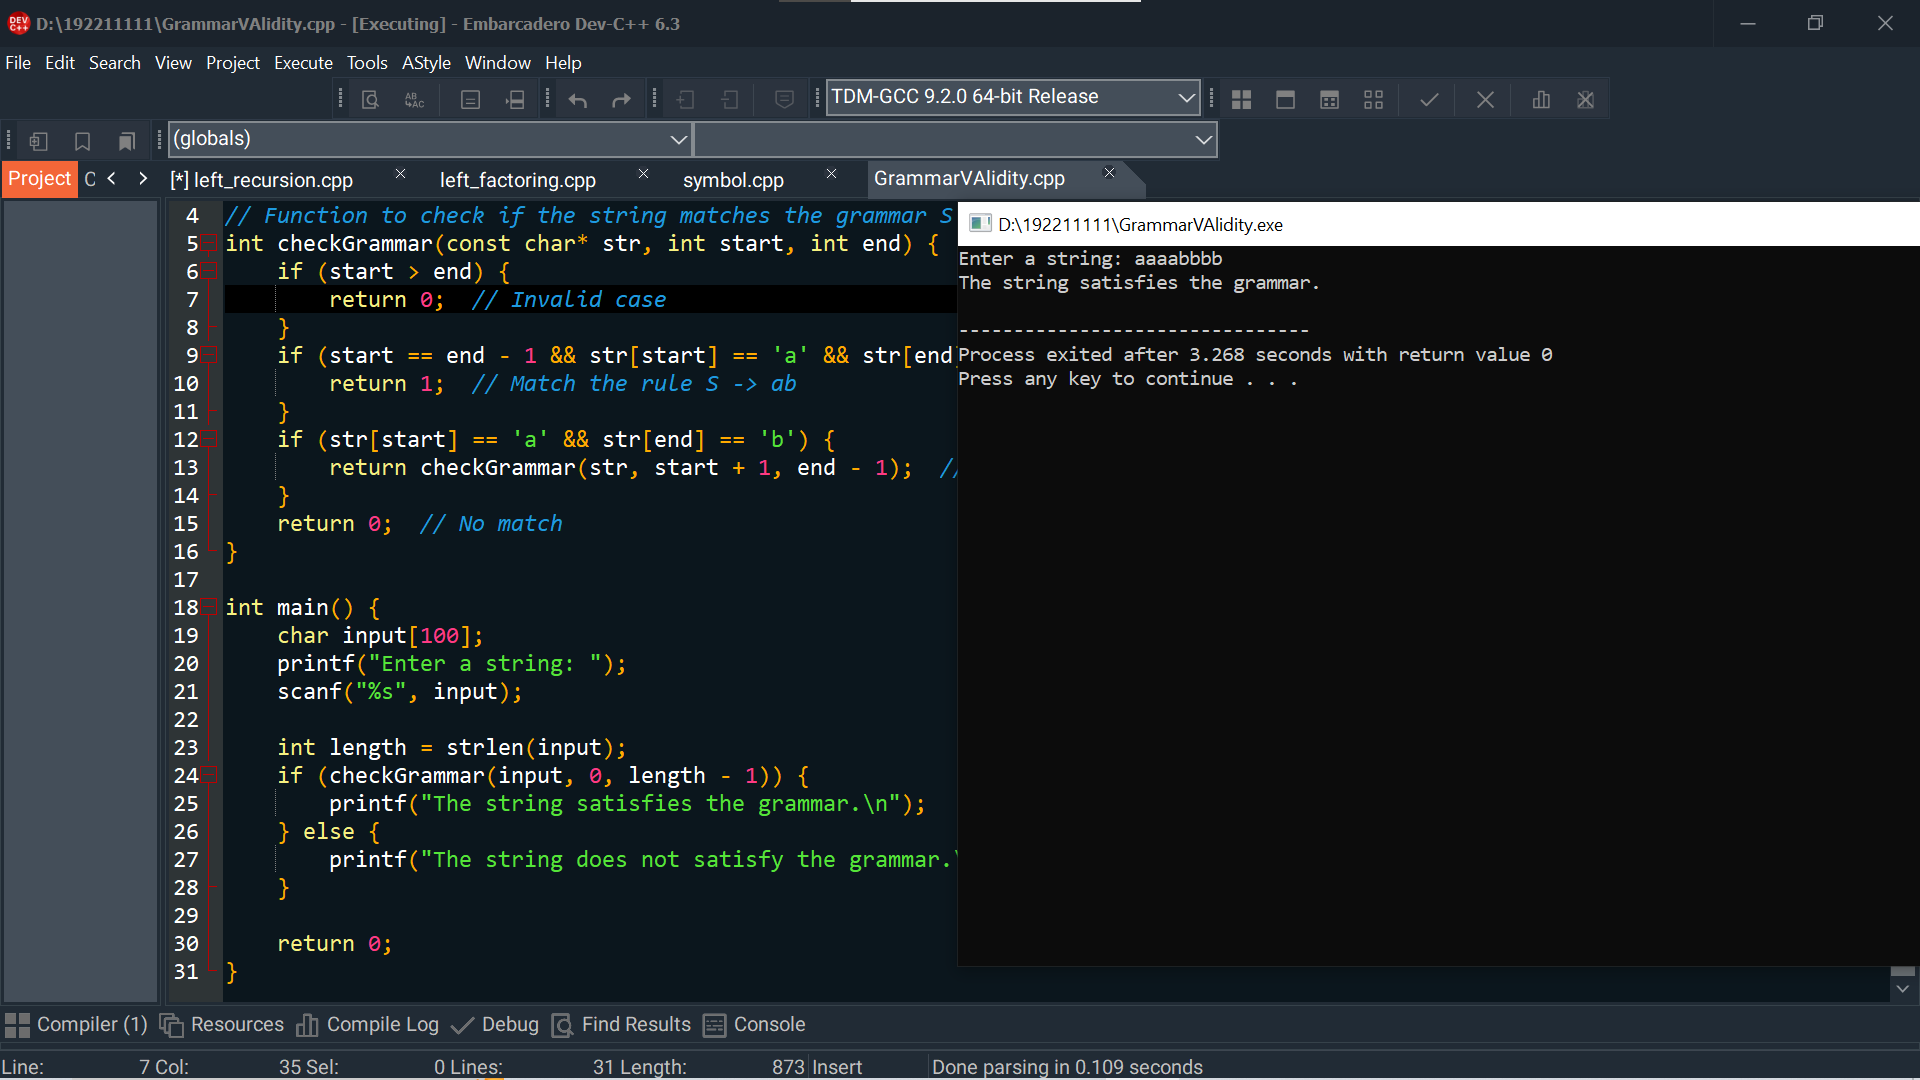 D:\192211111\GrammarVAlidity.cpp - [Executing] - Embarcadero Dev-C++ 6.3
File Edit Search View Project Execute Tools AStyle Window Help
TDM-GCC 9.2.0 64-bit Release
(globals)
Project [*] left_recursion.cpp left_factoring.cpp symbol.cpp GrammarVAlidity.cpp
4 // Function to check if the string matches the grammar S
5 int checkGrammar(const char* str, int start, int end) {
6 if (start > end) {
7 return 0; // Invalid case
8 }
9 if (start == end - 1 && str[start] == 'a' && str[end
10 return 1; // Match the rule S -> ab
11 }
12 if (str[start] == 'a' && str[end] == 'b') {
13 return checkGrammar(str, start + 1, end - 1); //
14 }
15 return 0; // No match
16 }
17
18 int main() {
19 char input[100];
20 printf("Enter a string: ");
21 scanf("%s", input);
22
23 int length = strlen(input);
24 if (checkGrammar(input, 0, length - 1)) {
25 printf("The string satisfies the grammar.\n");
26 } else {
27 printf("The string does not satisfy the grammar.\
28 }
29
30 return 0;
31 }
D:\192211111\GrammarVAlidity.exe
Enter a string: aaaabbbb
The string satisfies the grammar.
--------------------------------
Process exited after 3.268 seconds with return value 0
Press any key to continue . . .
Compiler (1) Resources Compile Log Debug Find Results Console
Line: 7 Col: 35 Sel: 0 Lines: 31 Length: 873 Insert Done parsing in 0.109 seconds